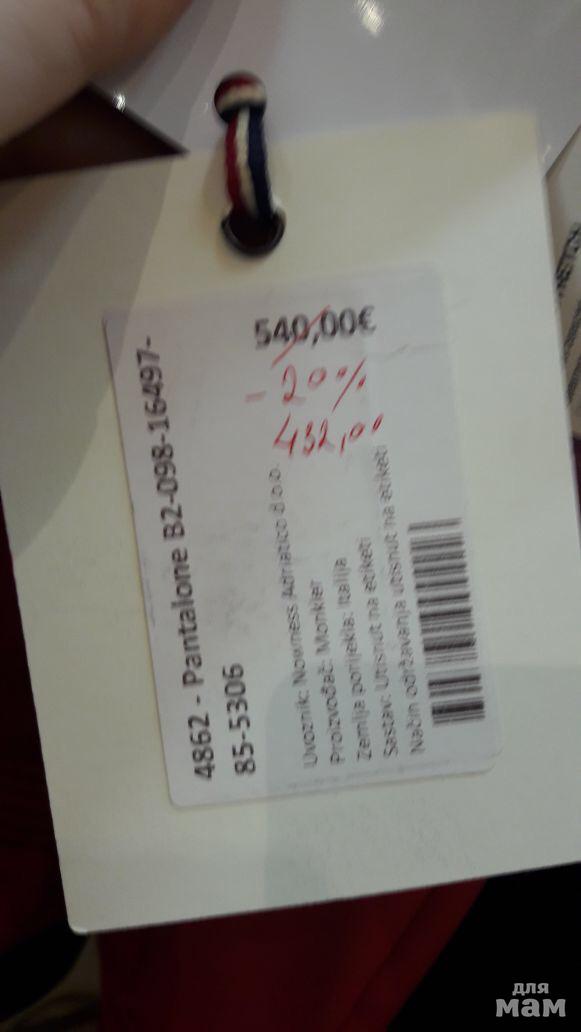 4862 - Pantalone B2-098-16497-
85-5306
540,00€
- 20%
432,00
Uvoznik: Nowness Adriatico d.o.o.
Proizvođač: Monkler
Zemlja porijekla: Italija
Sastav: Utisnut na etiketi
Način održavanja utisnut na etiketi
для
мам